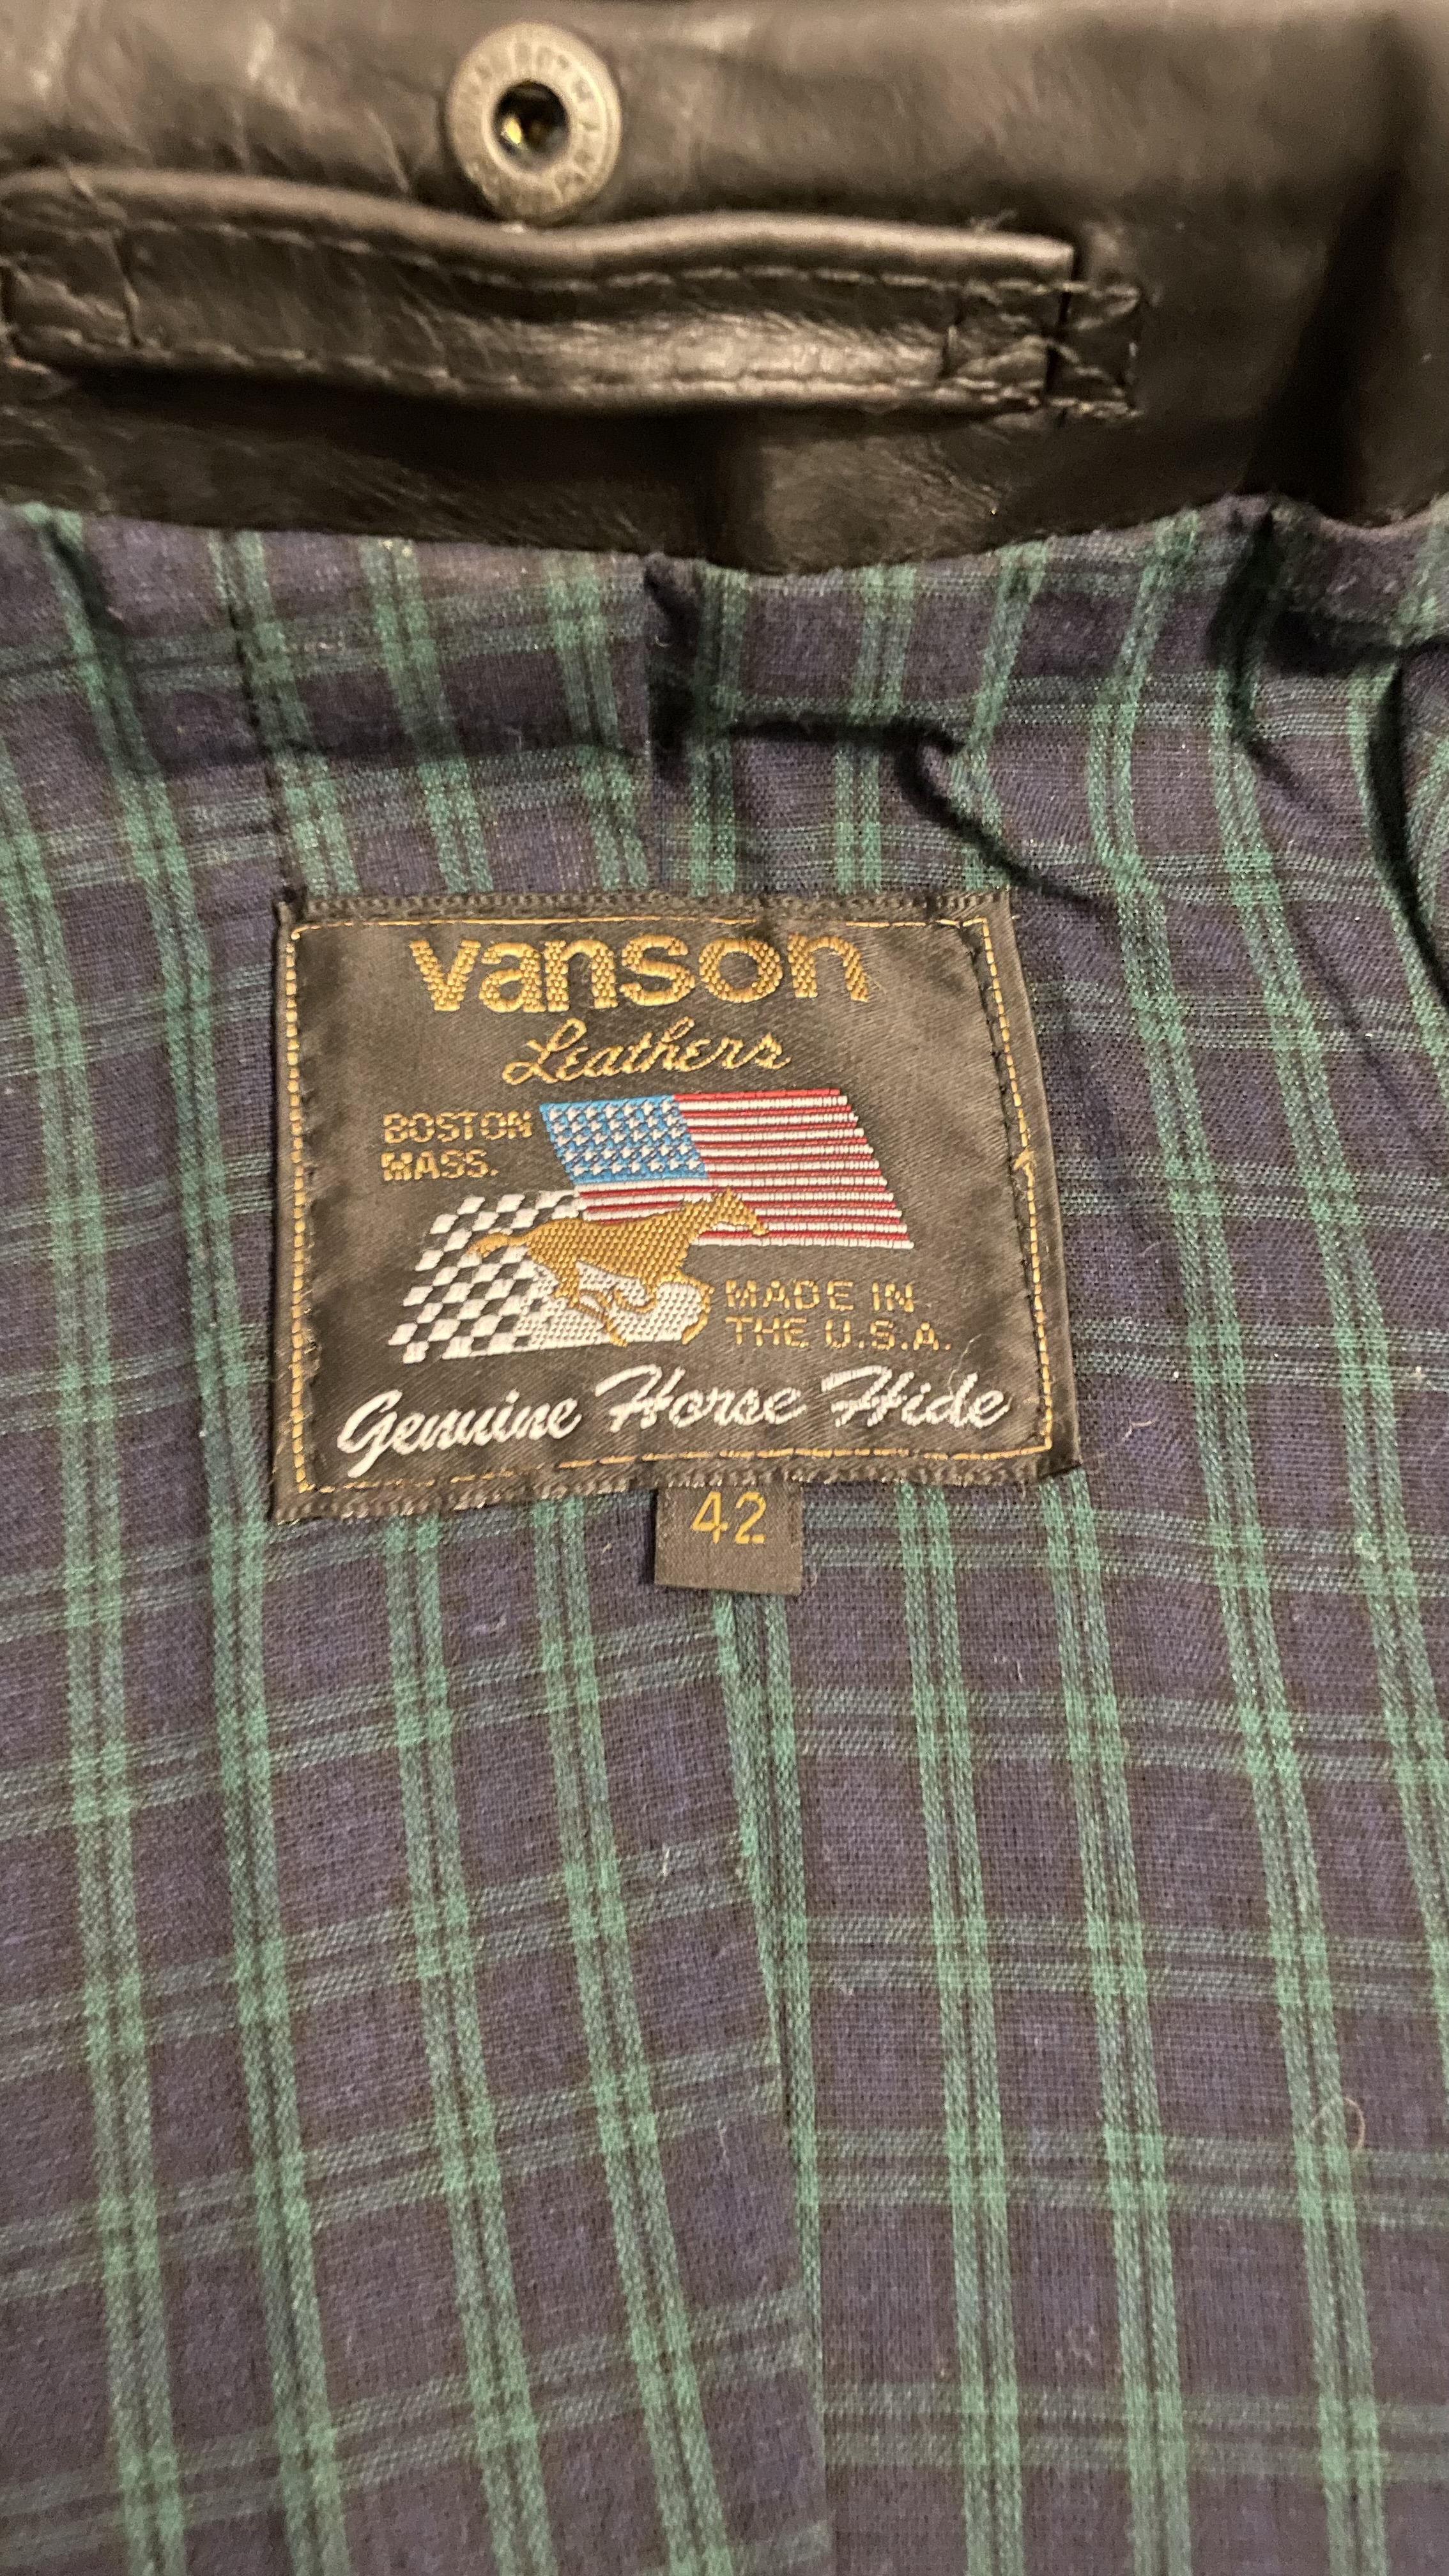 vanson
Leathers
BOSTON
MASS.
MADE IN
THE U.S.A.
Genuine Horse Hide
42